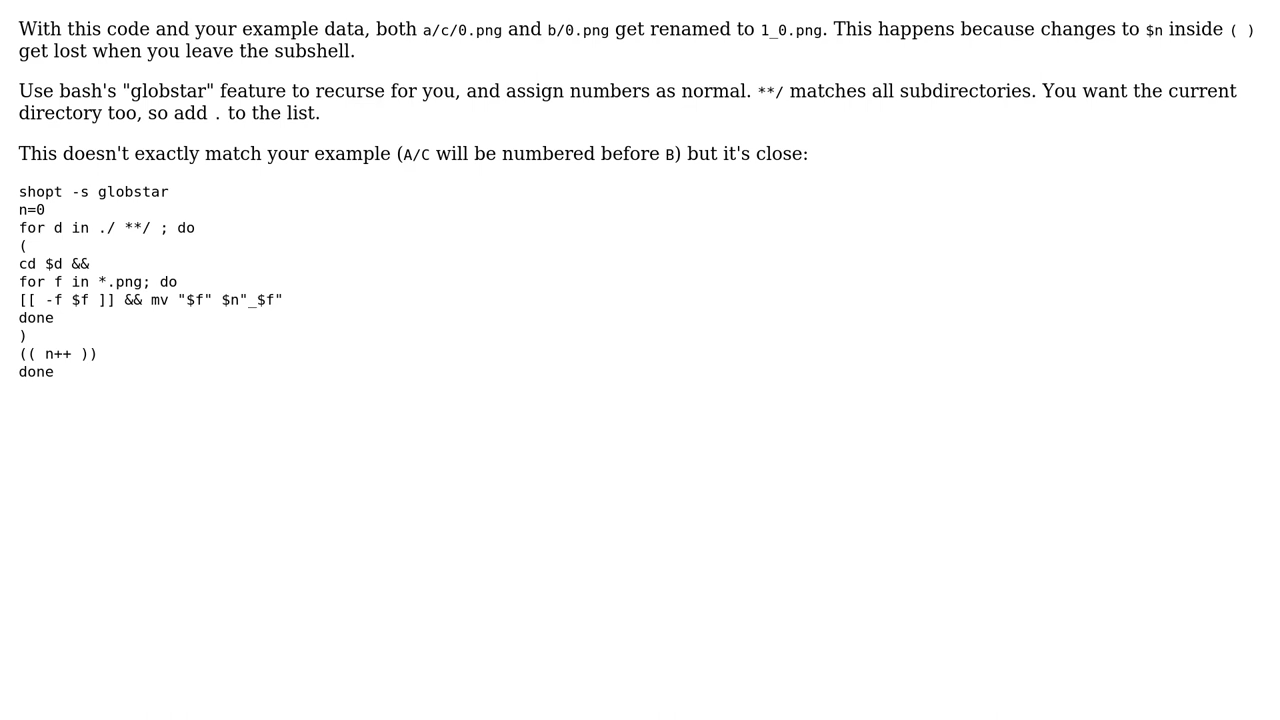 With this code and your example data, both a/c/0.png and b/0.png get renamed to 1_0.png. This happens because changes to $n inside ( )
get lost when you leave the subshell.
Use bash's "globstar" feature to recurse for you, and assign numbers as normal. **/ matches all subdirectories. You want the current
directory too, so add . to the list.
This doesn't exactly match your example (A/C will be numbered before B) but it's close:
shopt -s globstar
n=0
for d in ./ **/ ; do
(
cd $d &&
for f in *.png; do
[[ -f $f ]] && mv "$f" $n"_$f"
done
)
(( n++ ))
done